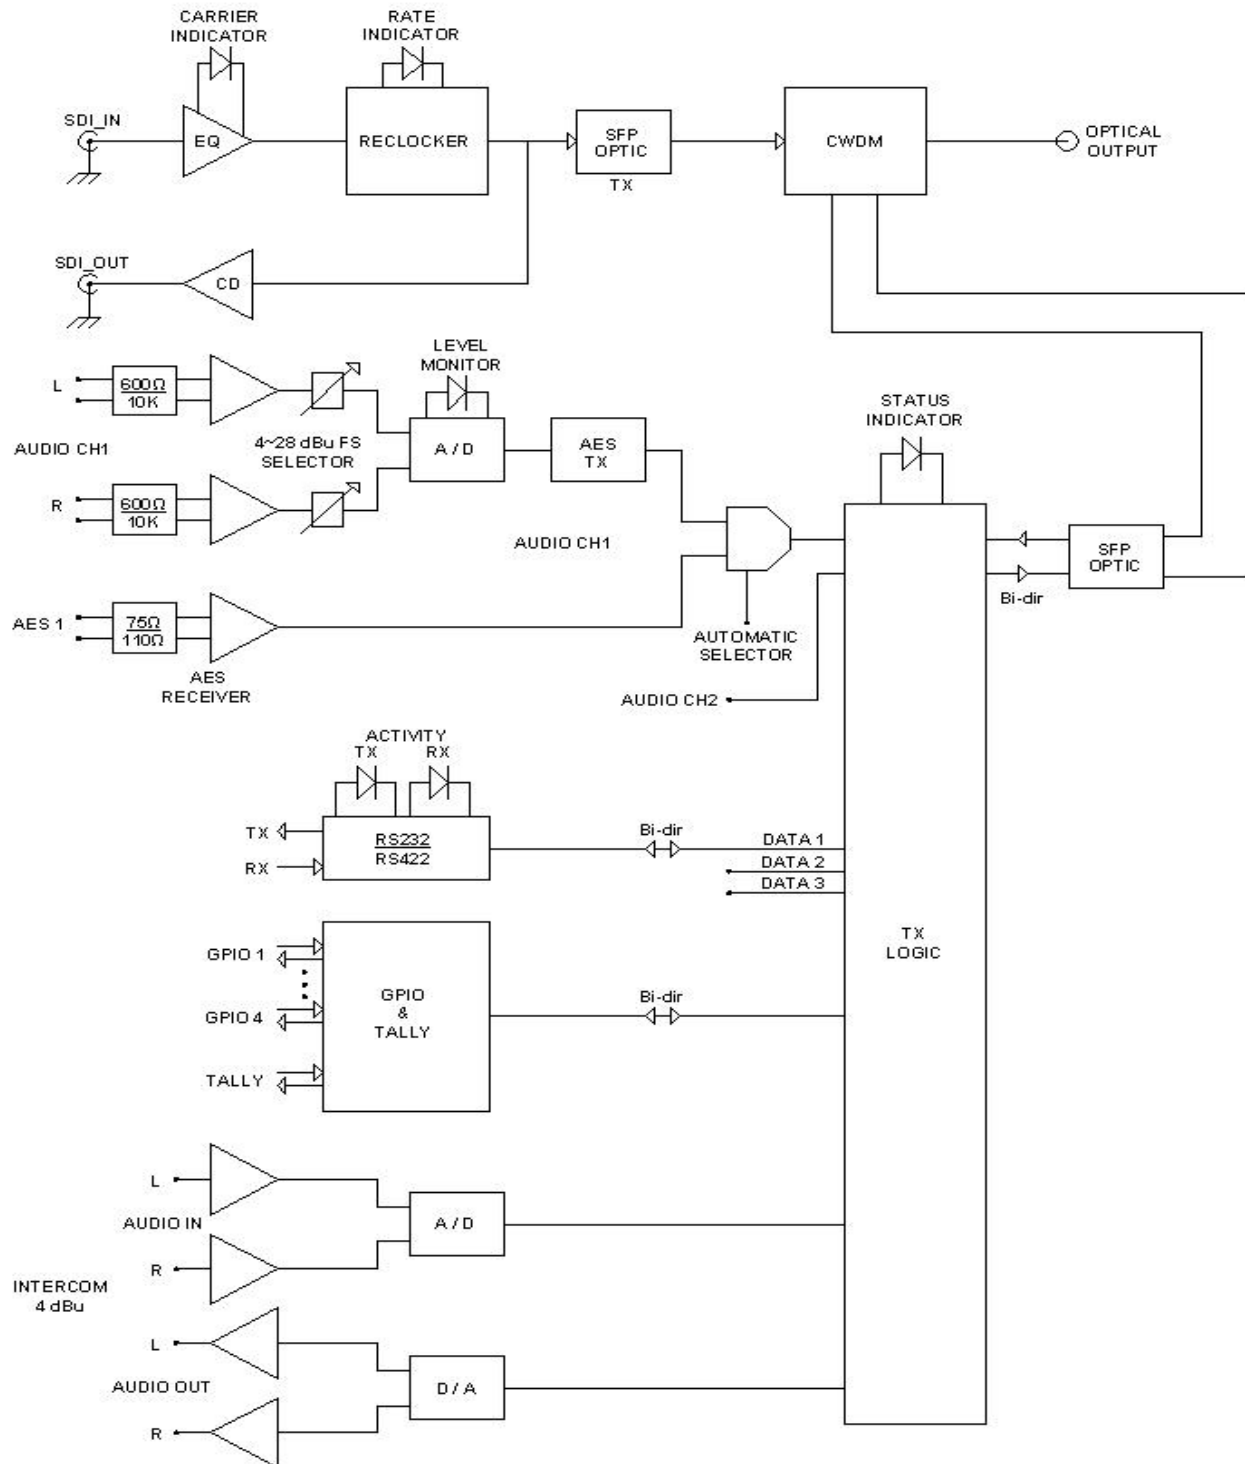 CARRIER
INDICATOR
RATE
INDICATOR
SDI_IN
EQ
RECLOCKER
SFP
OPTIC
TX
CWDM
OPTICAL
OUTPUT
SDI_OUT
CD
LEVEL
MONITOR
L
600Ω
10K
AUDIO CH1
4~28 dBu FS
SELECTOR
A / D
AES
TX
STATUS
INDICATOR
R
600Ω
10K
AUDIO CH1
SFP
OPTIC
Bi-dir
AES 1
75Ω
110Ω
AES
RECEIVER
AUTOMATIC
SELECTOR
AUDIO CH2
ACTIVITY
TX
RX
TX
RX
RS232
RS422
Bi-dir
DATA 1
DATA 2
DATA 3
TX
LOGIC
GPIO 1
GPIO 4
TALLY
GPIO
&
TALLY
Bi-dir
L
AUDIO IN
R
A / D
INTERCOM
4 dBu
L
AUDIO OUT
R
D / A